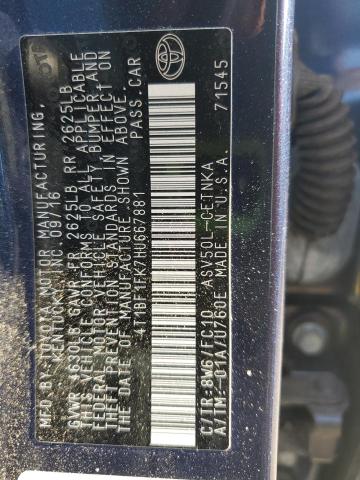 MFD BY: TOYOTA MOTOR MANUFACTURING,
KENTUCKY, INC. 09/16
GVWR 4630LB GAWR FR 2625LB RR 2625LB
THIS VEHICLE CONFORMS TO ALL APPLICABLE
FEDERAL MOTOR VEHICLE SAFETY, BUMPER, AND
THEFT PREVENTION STANDARDS IN EFFECT ON
THE DATE OF MANUFACTURE SHOWN ABOVE.
4T1BF1FK7HU667881 PASS. CAR
C/TR: 8W6/FC10 ASV50L-CETNKA
A/TM: -01A/U760E MADE IN U.S.A. 71545